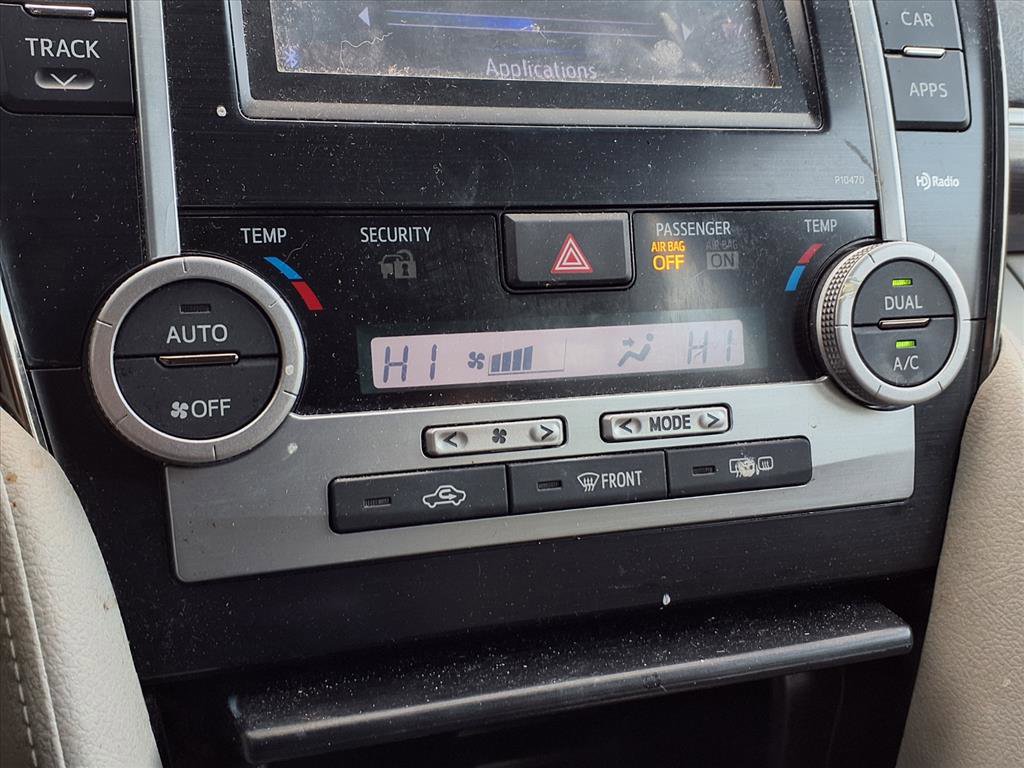 TRACK
Applications
CAR
APPS
P10470
HD Radio
TEMP
SECURITY
PASSENGER
AIR BAG
OFF
AIR BAG
ON
TEMP
AUTO
OFF
HI
HI
DUAL
A/C
< >
< MODE >
FRONT